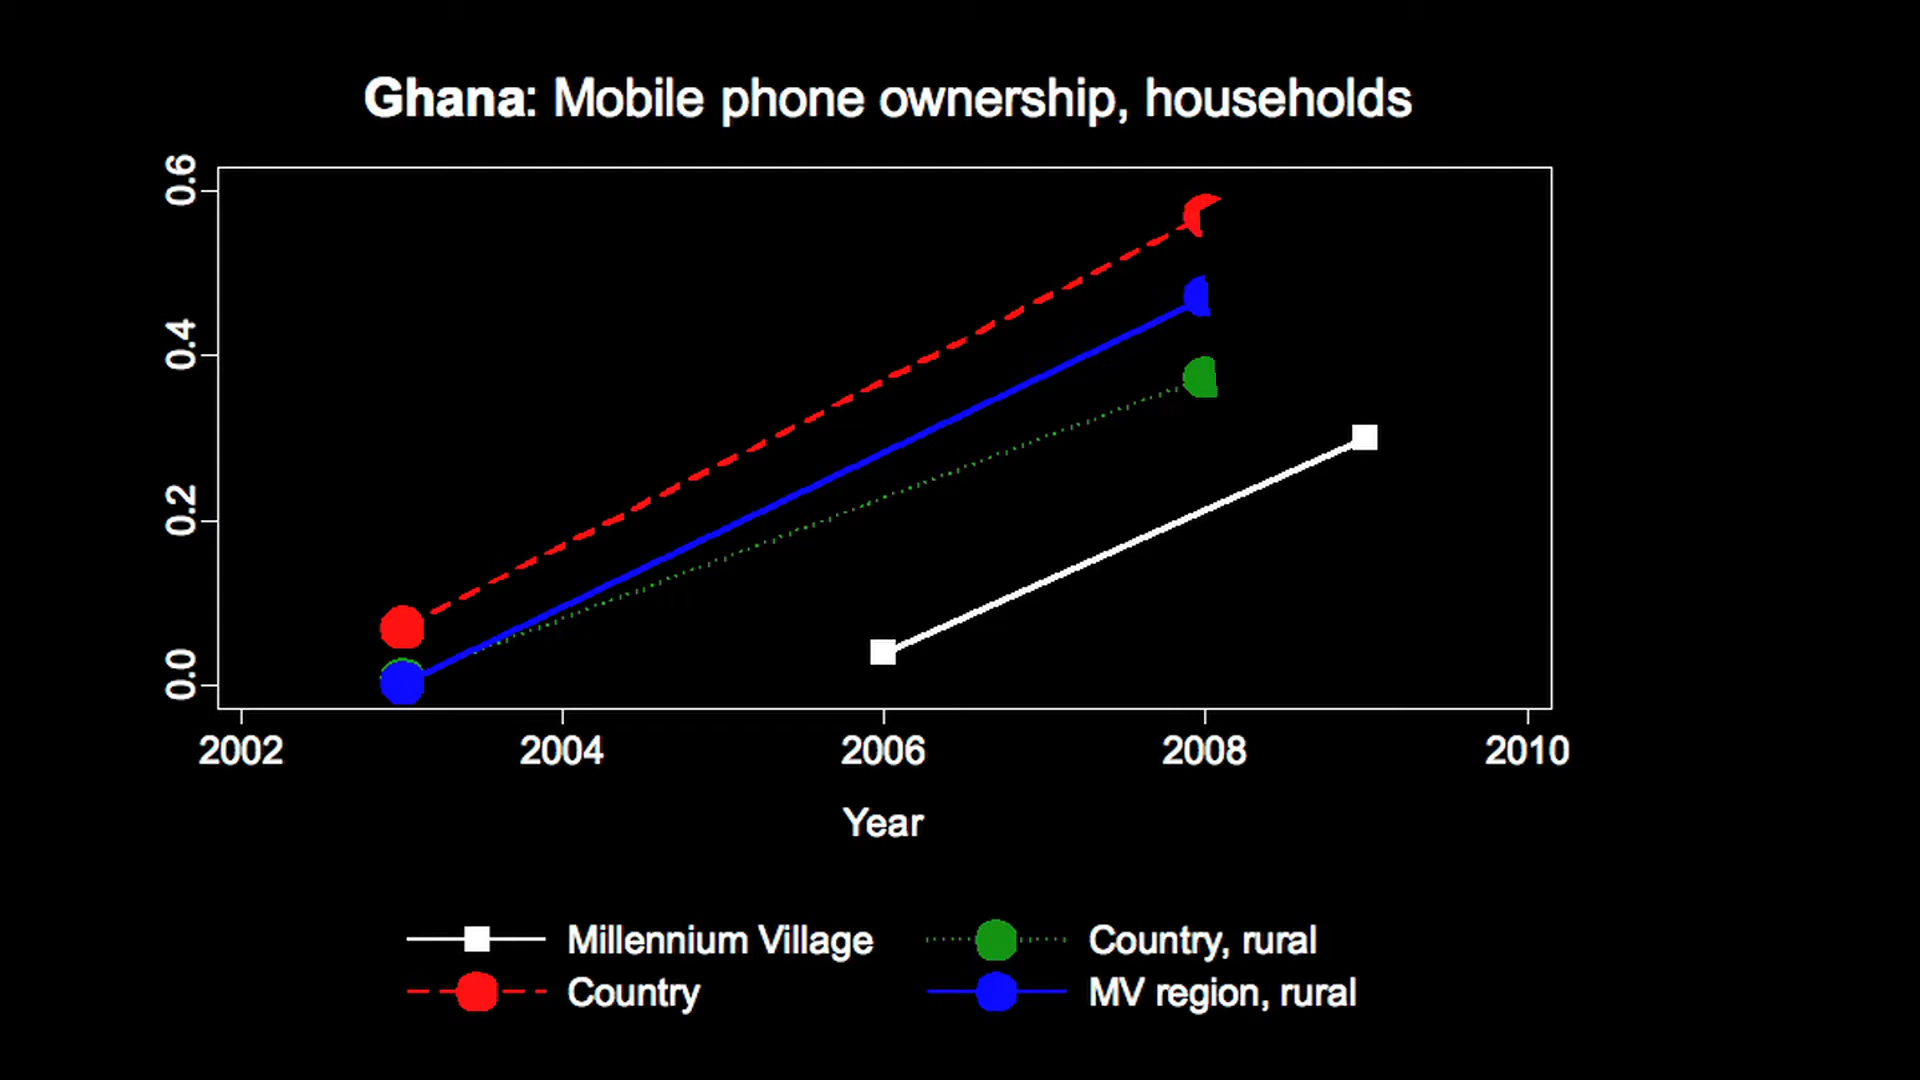 Ghana: Mobile phone ownership, households
0.6
0.4
0.2
0.0
2002 2004 2006 2008 2010
Year
Millennium Village Country, rural
Country MV region, rural